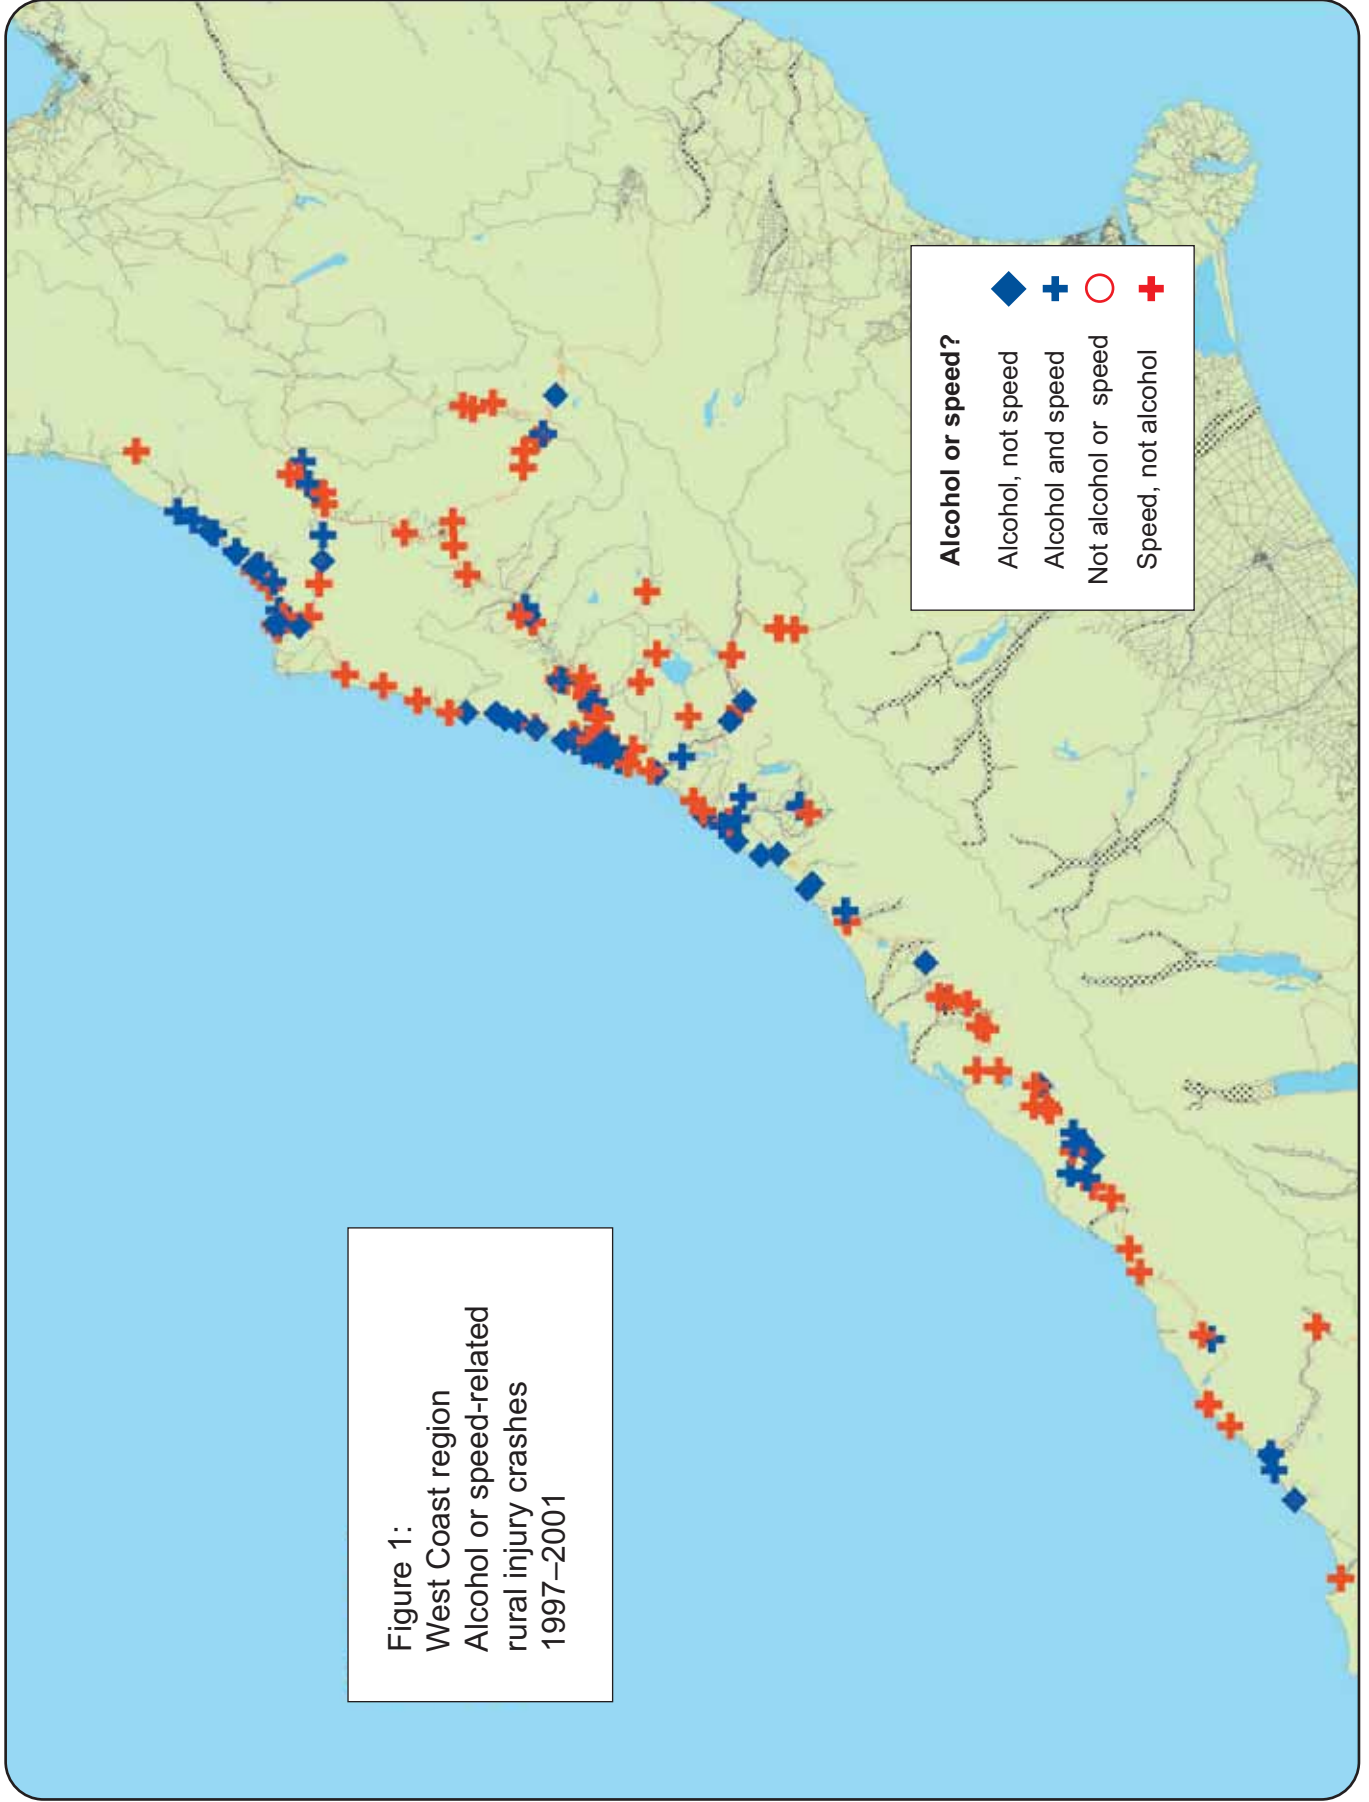 Figure 1:
West Coast region
Alcohol or speed-related
rural injury crashes
1997–2001
Alcohol or speed?
Alcohol, not speed
Alcohol and speed
Not alcohol or speed
Speed, not alcohol